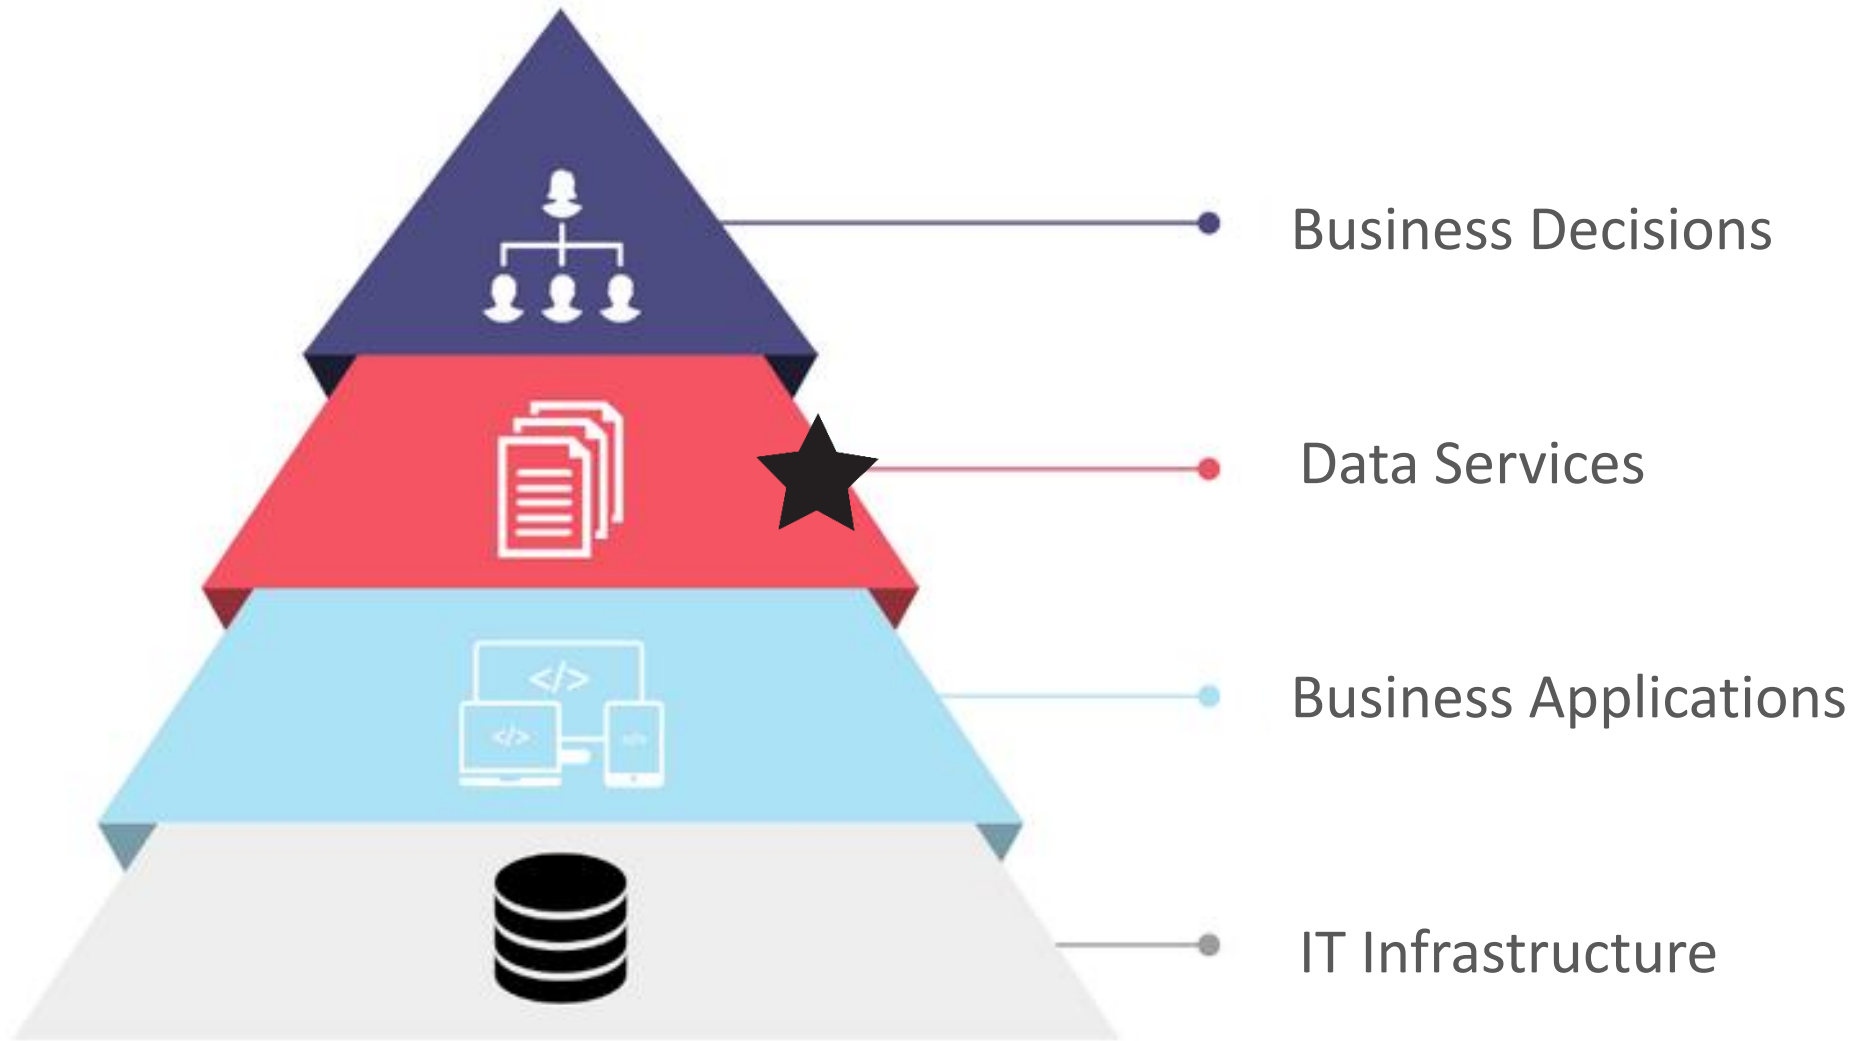 Business Decisions
Data Services
</>
Business Applications
</>
</>
IT Infrastructure